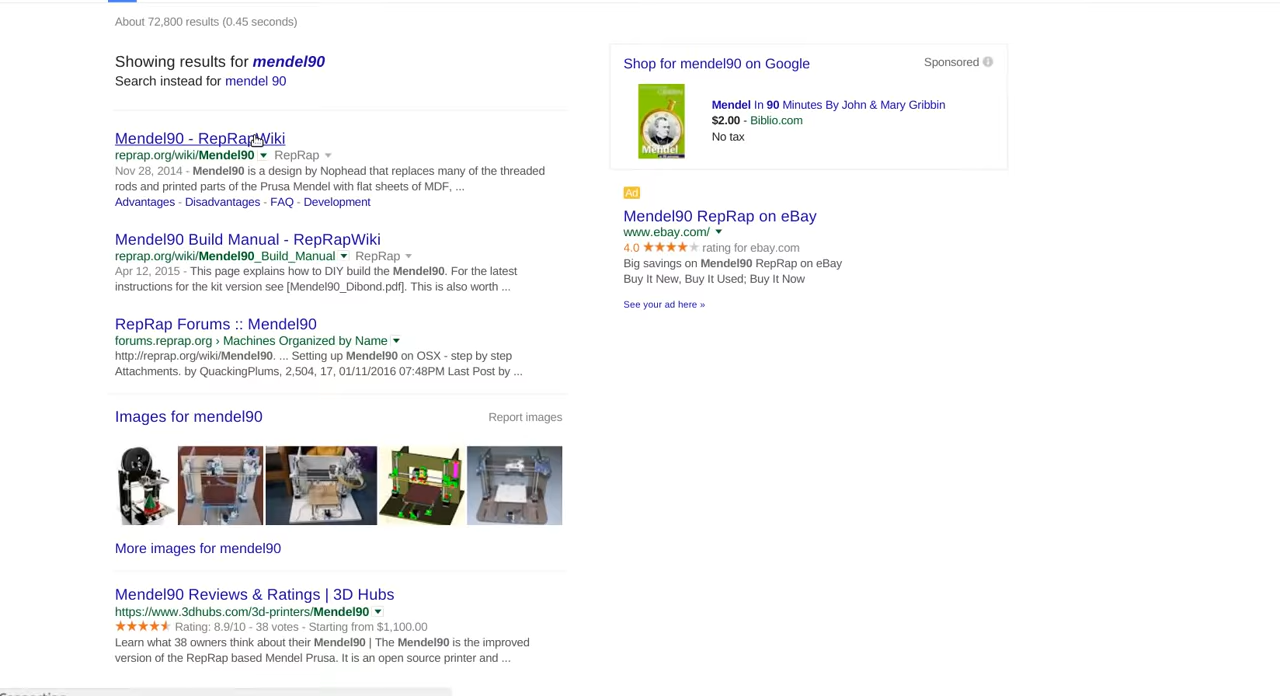 About 72,800 results (0.45 seconds)
Showing results for mendel90
Search instead for mendel 90
Mendel90 - RepRapWiki
reprap.org/wiki/Mendel90 RepRap
Nov 28, 2014 - Mendel90 is a design by Nophead that replaces many of the threaded
rods and printed parts of the Prusa Mendel with flat sheets of MDF, ...
Advantages - Disadvantages - FAQ - Development
Mendel90 Build Manual - RepRapWiki
reprap.org/wiki/Mendel90_Build_Manual RepRap
Apr 12, 2015 - This page explains how to DIY build the Mendel90. For the latest
instructions for the kit version see [Mendel90_Dibond.pdf]. This is also worth ...
RepRap Forums :: Mendel90
forums.reprap.org › Machines Organized by Name
http://reprap.org/wiki/Mendel90. ... Setting up Mendel90 on OSX - step by step
Attachments. by QuackingPlums, 2,504, 17, 01/11/2016 07:48PM Last Post by ...
Images for mendel90
Report images
More images for mendel90
Mendel90 Reviews & Ratings | 3D Hubs
https://www.3dhubs.com/3d-printers/Mendel90
Rating: 8.9/10 - 38 votes - Starting from $1,100.00
Learn what 38 owners think about their Mendel90 | The Mendel90 is the improved
version of the RepRap based Mendel Prusa. It is an open source printer and ...
Shop for mendel90 on Google
Sponsored
Mendel
Mendel In 90 Minutes By John & Mary Gribbin
$2.00 - Biblio.com
No tax
Ad
Mendel90 RepRap on eBay
www.ebay.com/
4.0 rating for ebay.com
Big savings on Mendel90 RepRap on eBay
Buy It New, Buy It Used; Buy It Now
See your ad here »